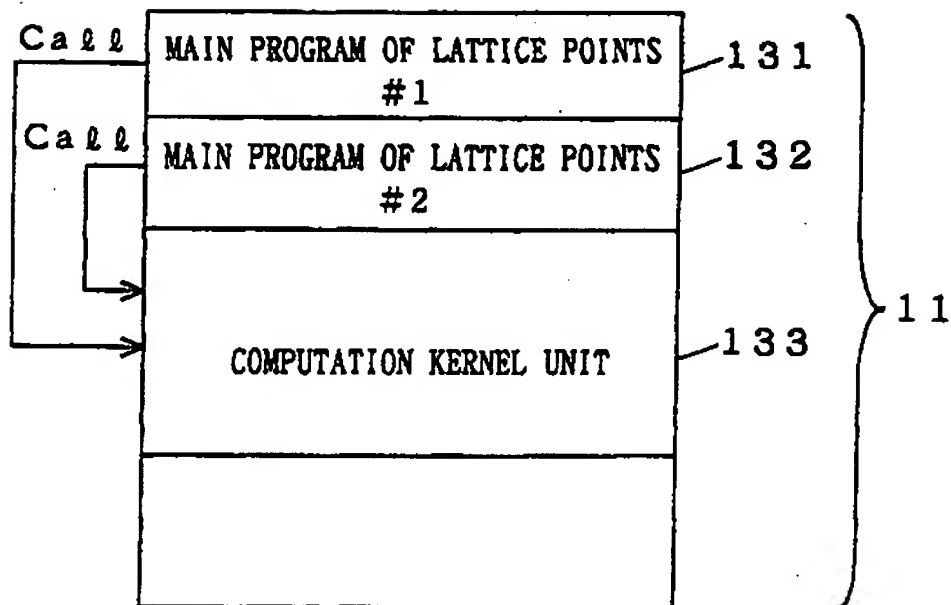 Call
MAIN PROGRAM OF LATTICE POINTS
#1
131
Call
MAIN PROGRAM OF LATTICE POINTS
#2
132
11
133
COMPUTATION KERNEL UNIT